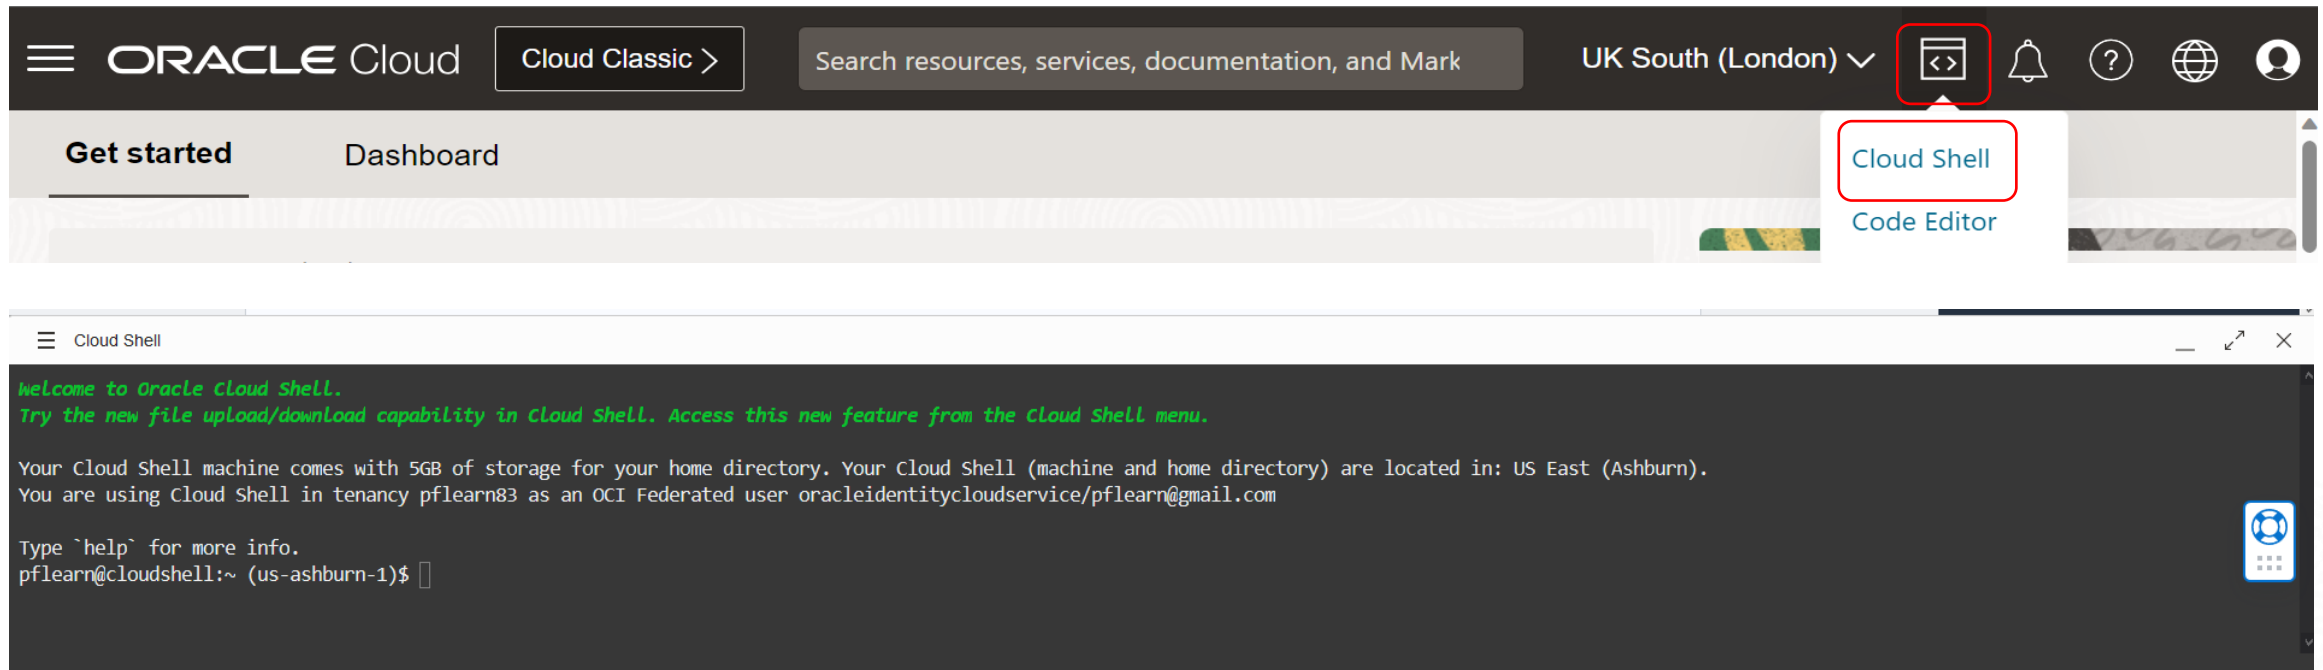 ORACLE Cloud Cloud Classic > Search resources, services, documentation, and Mark UK South (London)
Get started Dashboard
Cloud Shell
Code Editor
Cloud Shell
Welcome to Oracle Cloud Shell.
Try the new file upload/download capability in Cloud Shell. Access this new feature from the Cloud Shell menu.
Your Cloud Shell machine comes with 5GB of storage for your home directory. Your Cloud Shell (machine and home directory) are located in: US East (Ashburn).
You are using Cloud Shell in tenancy pflearn83 as an OCI Federated user oracleidentitycloudservice/pflearn@gmail.com
Type `help` for more info.
pflearn@cloudshell:~ (us-ashburn-1)$